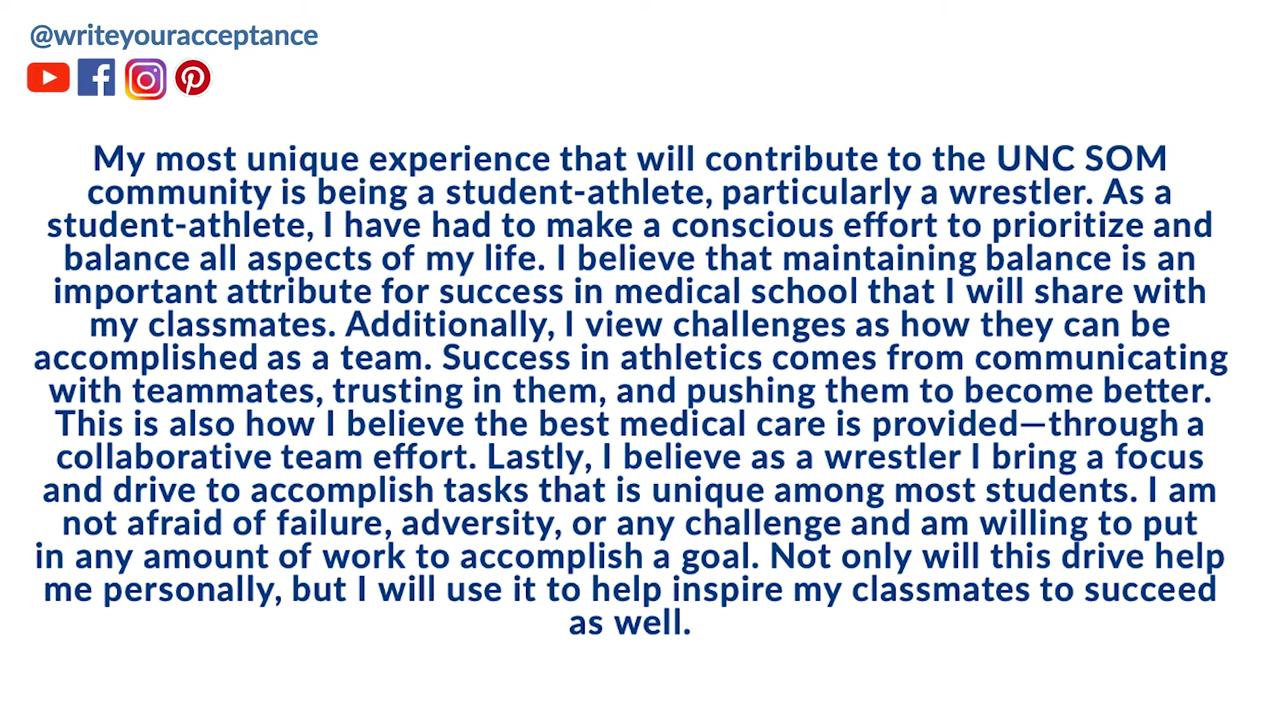 @writeyouracceptance
My most unique experience that will contribute to the UNC SOM
community is being a student-athlete, particularly a wrestler. As a
student-athlete, I have had to make a conscious effort to prioritize and
balance all aspects of my life. I believe that maintaining balance is an
important attribute for success in medical school that I will share with
my classmates. Additionally, I view challenges as how they can be
accomplished as a team. Success in athletics comes from communicating
with teammates, trusting in them, and pushing them to become better.
This is also how I believe the best medical care is provided—through a
collaborative team effort. Lastly, I believe as a wrestler I bring a focus
and drive to accomplish tasks that is unique among most students. I am
not afraid of failure, adversity, or any challenge and am willing to put
in any amount of work to accomplish a goal. Not only will this drive help
me personally, but I will use it to help inspire my classmates to succeed
as well.